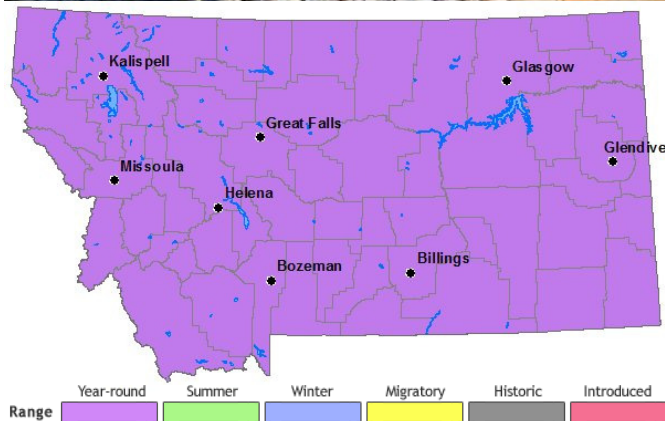 Kalispell
Glasgow
Great Falls
Glendive
Missoula
Helena
Bozeman
Billings
Year-round Summer Winter Migratory Historic Introduced
Range